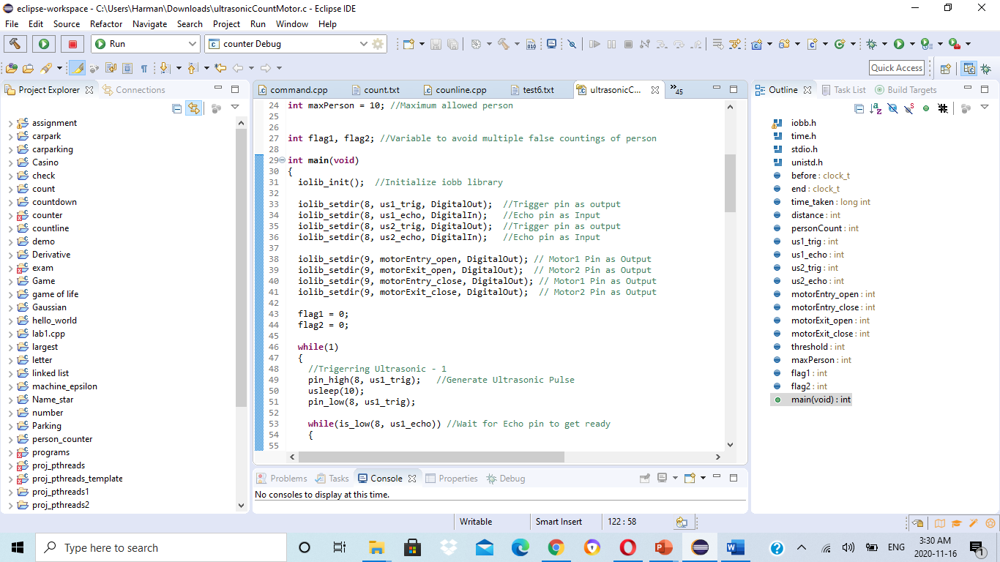 eclipse-workspace - C:\Users\Harman\Downloads\ultrasonicCountMotor.c - Eclipse IDE
File Edit Source Refactor Navigate Search Project Run Window Help
Run counter Debug
Quick Access
Project Explorer Connections
assignment
carpark
carparking
Casino
check
count
countdown
counter
countline
demo
Derivative
exam
Game
game of life
Gaussian
hello_world
lab1.cpp
largest
letter
linked list
machine_epsilon
Name_star
number
Parking
person_counter
programs
proj_pthreads
proj_pthreads_template
proj_pthreads1
proj_pthreads2
command.cpp count.txt counline.cpp test6.txt ultrasonicC... »45
24 int maxPerson = 10; //Maximum allowed person
25
26
27 int flag1, flag2; //Variable to avoid multiple false countings of person
28
29 int main(void)
30 {
31 iolib_init(); //Initialize iobb library
32
33 iolib_setdir(8, us1_trig, DigitalOut); //Trigger pin as output
34 iolib_setdir(8, us1_echo, DigitalIn); //Echo pin as Input
35 iolib_setdir(8, us2_trig, DigitalOut); //Trigger pin as output
36 iolib_setdir(8, us2_echo, DigitalIn); //Echo pin as Input
37
38 iolib_setdir(9, motorEntry_open, DigitalOut); // Motor1 Pin as Output
39 iolib_setdir(9, motorExit_open, DigitalOut); // Motor2 Pin as Output
40 iolib_setdir(9, motorEntry_close, DigitalOut); // Motor1 Pin as Output
41 iolib_setdir(9, motorExit_close, DigitalOut); // Motor2 Pin as Output
42
43 flag1 = 0;
44 flag2 = 0;
45
46 while(1)
47 {
48 //Trigerring Ultrasonic - 1
49 pin_high(8, us1_trig); //Generate Ultrasonic Pulse
50 usleep(10);
51 pin_low(8, us1_trig);
52
53 while(is_low(8, us1_echo)) //Wait for Echo pin to get ready
54 {
55
Problems Tasks Console Properties Debug
No consoles to display at this time.
Outline Task List Build Targets
iobb.h
time.h
stdio.h
unistd.h
before : clock_t
end : clock_t
time_taken : long int
distance : int
personCount : int
us1_trig : int
us1_echo : int
us2_trig : int
us2_echo : int
motorEntry_open : int
motorEntry_close : int
motorExit_open : int
motorExit_close : int
threshold : int
maxPerson : int
flag1 : int
flag2 : int
main(void) : int
Writable Smart Insert 122 : 58
Type here to search
ENG
3:30 AM
2020-11-16
1